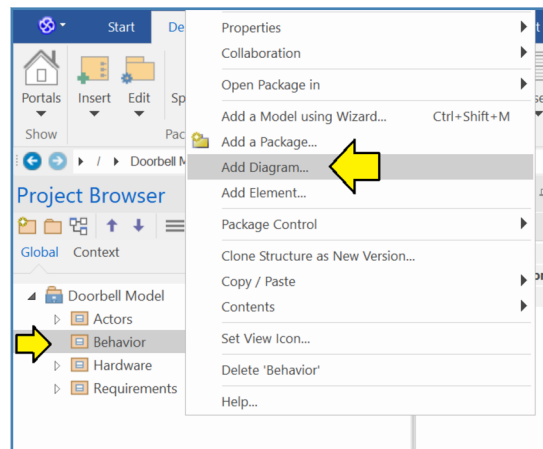 Start
De
Portals
Insert
Edit
Sp
Show
Pac
/
Doorbell M
Project Browser
Global
Context
Doorbell Model
Actors
Behavior
Hardware
Requirements
Properties
Collaboration
Open Package in
Add a Model using Wizard... Ctrl+Shift+M
Add a Package...
Add Diagram...
Add Element...
Package Control
Clone Structure as New Version...
Copy / Paste
Contents
Set View Icon...
Delete 'Behavior'
Help...